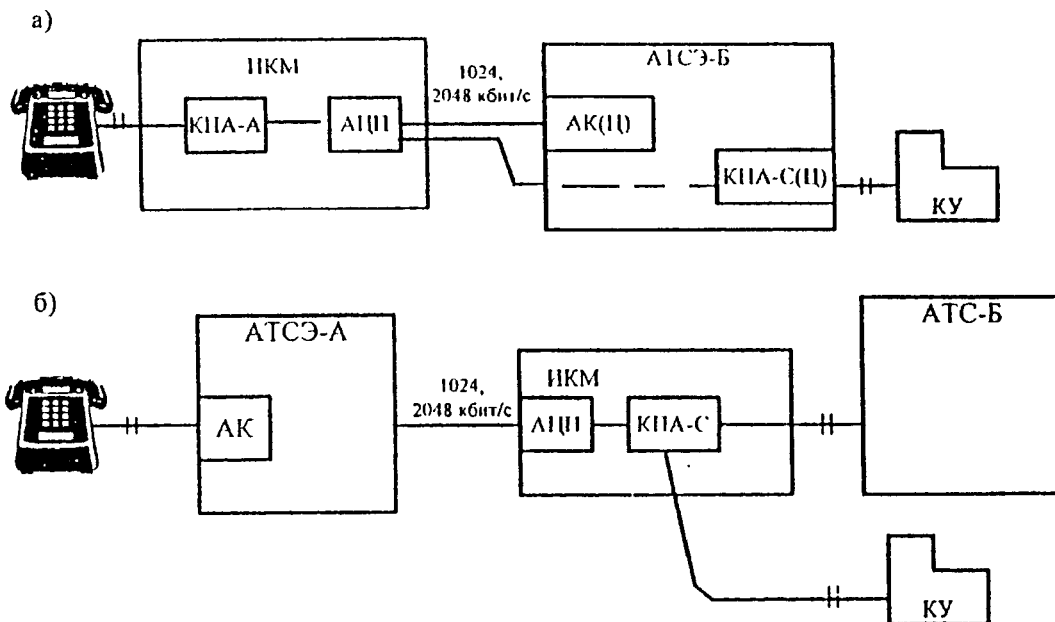 а)
ИКМ
КПА-А
АЦП
1024,
2048 кбит/с
АТСЭ-Б
АК(Ц)
КПА-С(Ц)
КУ
б)
АТСЭ-А
АК
1024,
2048 кбит/с
ИКМ
АЦП
КПА-С
АТС-Б
КУ